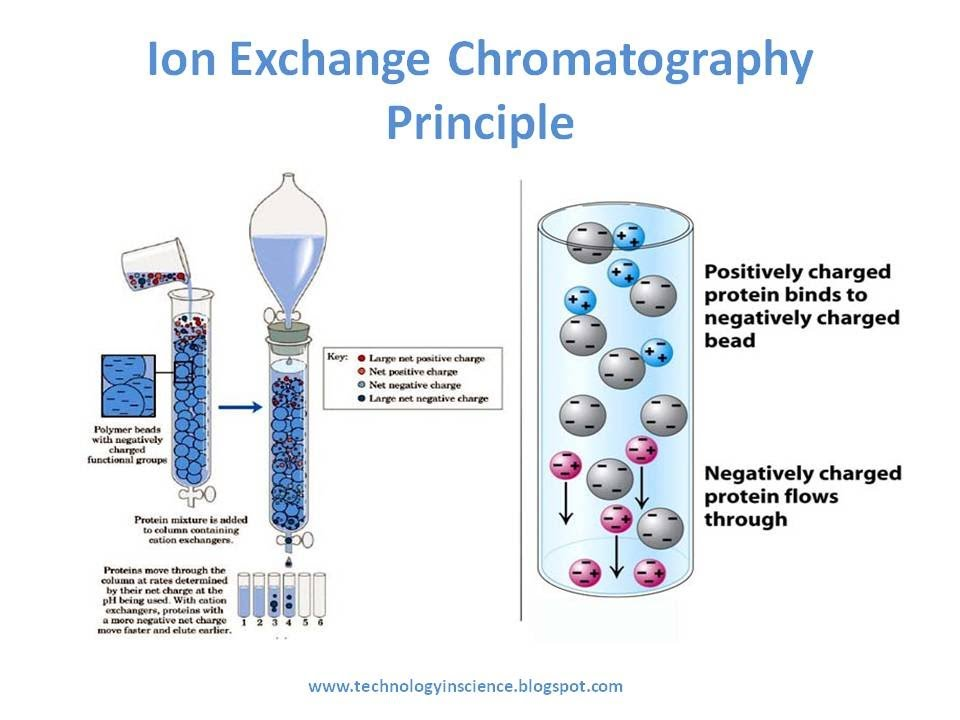 Ion Exchange Chromatography
Principle
Key:
Large net positive charge
Net positive charge
Net negative charge
Large net negative charge
Polymer beads
with negatively
charged
functional groups
Protein mixture is added
to column containing
cation exchangers.
Proteins move through the
column at rates determined
by their net charge at the
pH being used. With cation
exchangers, proteins with
a more negative net charge
move faster and elute earlier.
1 2 3 4 5 6
Positively charged
protein binds to
negatively charged
bead
Negatively charged
protein flows
through
www.technologyinscience.blogspot.com